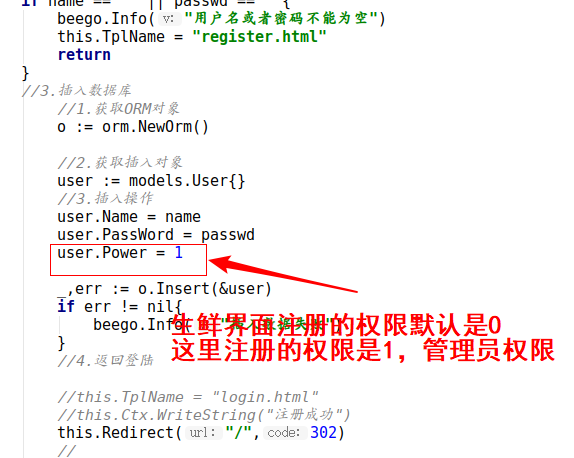 if name == "" || passwd == "" {
beego.Info( v: "用户名或者密码不能为空")
this.TplName = "register.html"
return
}
//3.插入数据库
//1.获取ORM对象
o := orm.NewOrm()
//2.获取插入对象
user := models.User{}
//3.插入操作
user.Name = name
user.PassWord = passwd
user.Power = 1
_,err := o.Insert(&user)
if err != nil{
beego.Info(
生鲜界面注册的权限默认是0
}
这里注册的权限是1，管理员权限
//4.返回登陆
//this.TplName = "login.html"
//this.Ctx.WriteString("注册成功")
this.Redirect( url: "/", code: 302)
//